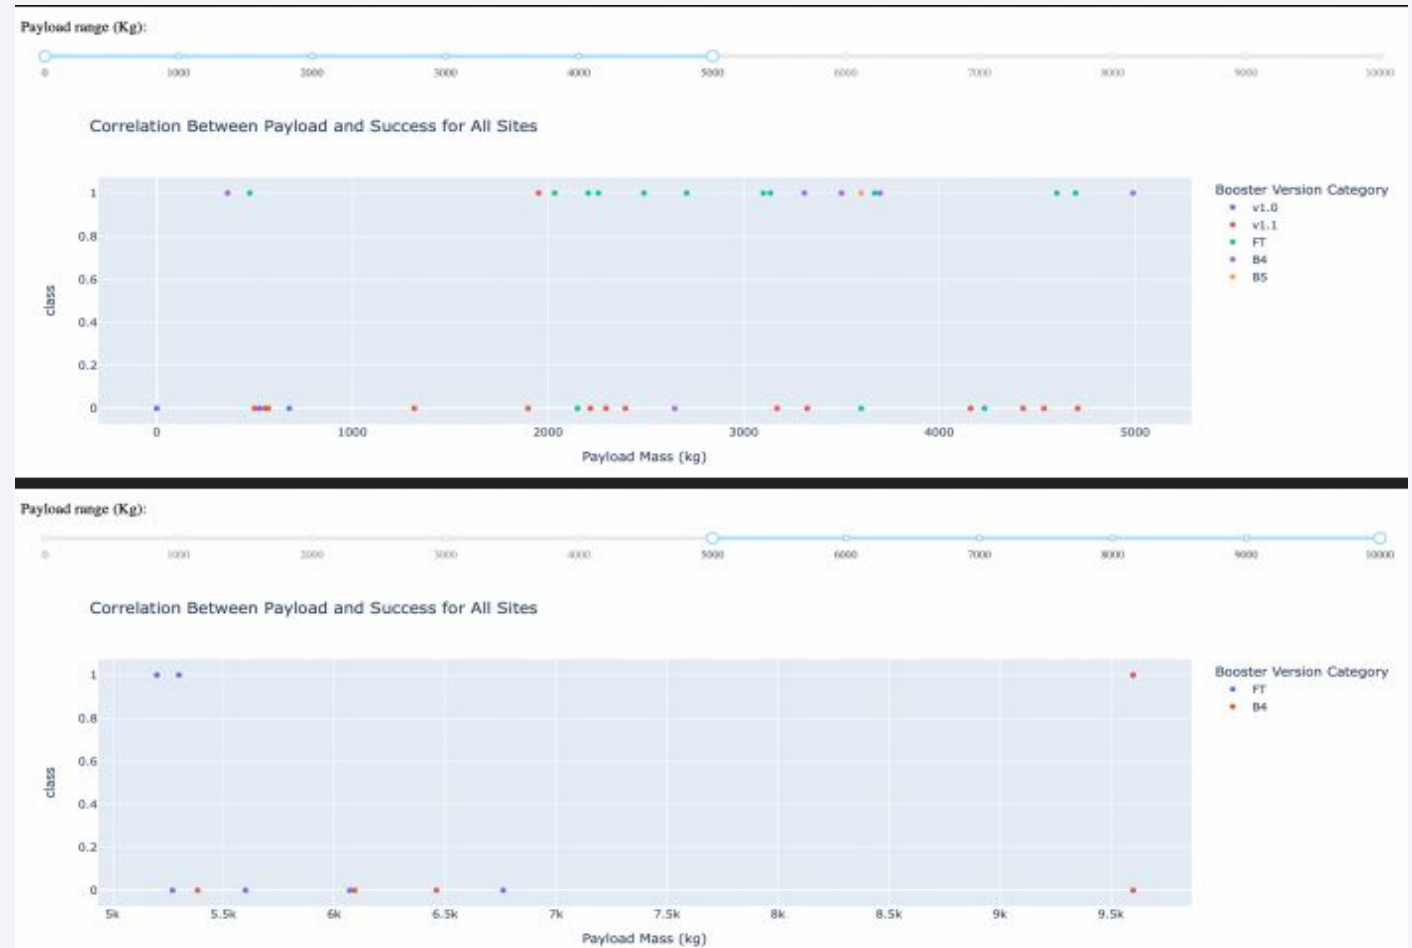 Payload range (Kg):
0 1000 2000 3000 4000 5000 6000 7000 8000 9000 10000
Correlation Between Payload and Success for All Sites
1
0.8
0.6
0.4
0.2
0
class
0 1000 2000 3000 4000 5000
Payload Mass (kg)
Booster Version Category
v1.0
v1.1
FT
B4
B5
Payload range (Kg):
0 1000 2000 3000 4000 5000 6000 7000 8000 9000 10000
Correlation Between Payload and Success for All Sites
1
0.8
0.6
0.4
0.2
0
class
5k 5.5k 6k 6.5k 7k 7.5k 8k 8.5k 9k 9.5k
Payload Mass (kg)
Booster Version Category
FT
B4